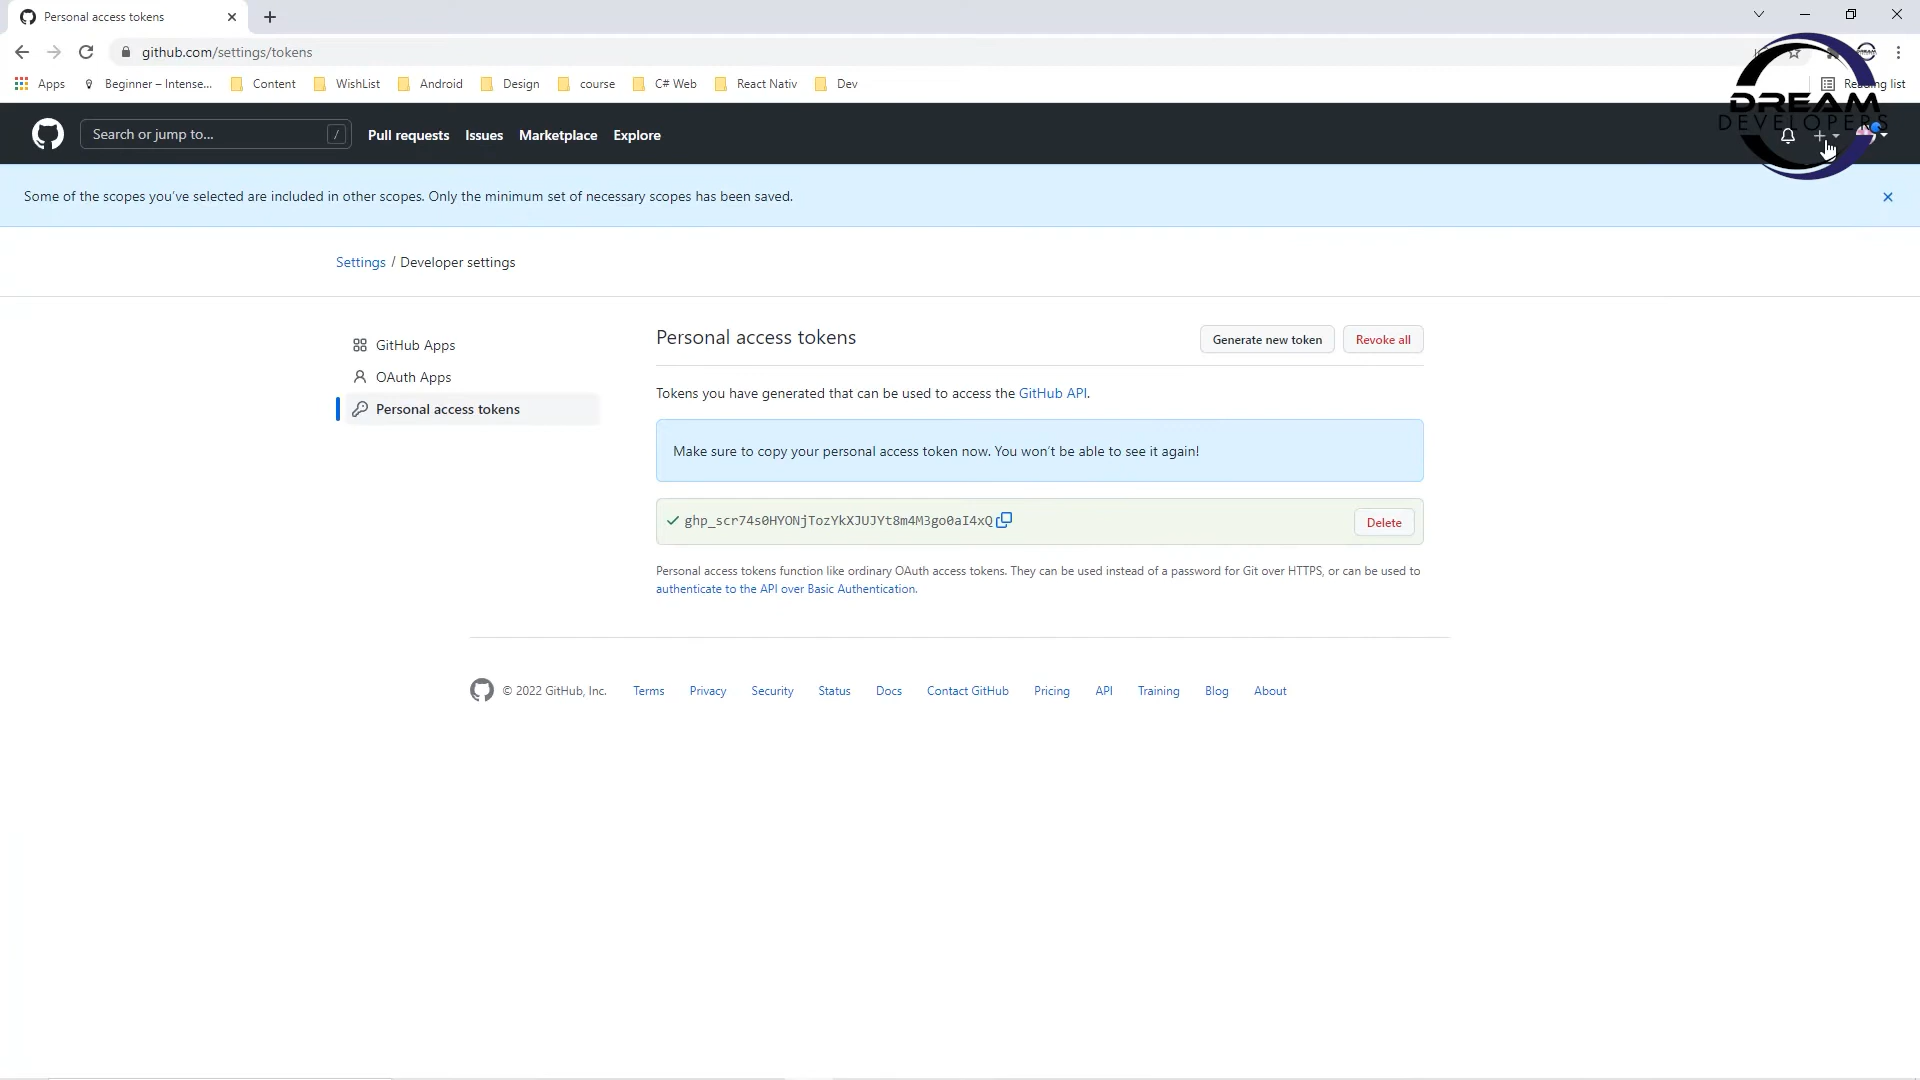 Personal access tokens
github.com/settings/tokens
Apps
Beginner – Intense...
Content
WishList
Android
Design
course
C# Web
React Nativ
Dev
Reading list
DREAM
DEVELOPERS
Search or jump to...
/
Pull requests
Issues
Marketplace
Explore
Some of the scopes you’ve selected are included in other scopes. Only the minimum set of necessary scopes has been saved.
Settings / Developer settings
GitHub Apps
OAuth Apps
Personal access tokens
Personal access tokens
Generate new token
Revoke all
Tokens you have generated that can be used to access the GitHub API.
Make sure to copy your personal access token now. You won’t be able to see it again!
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
Delete
Personal access tokens function like ordinary OAuth access tokens. They can be used instead of a password for Git over HTTPS, or can be used to
authenticate to the API over Basic Authentication.
© 2022 GitHub, Inc.
Terms
Privacy
Security
Status
Docs
Contact GitHub
Pricing
API
Training
Blog
About